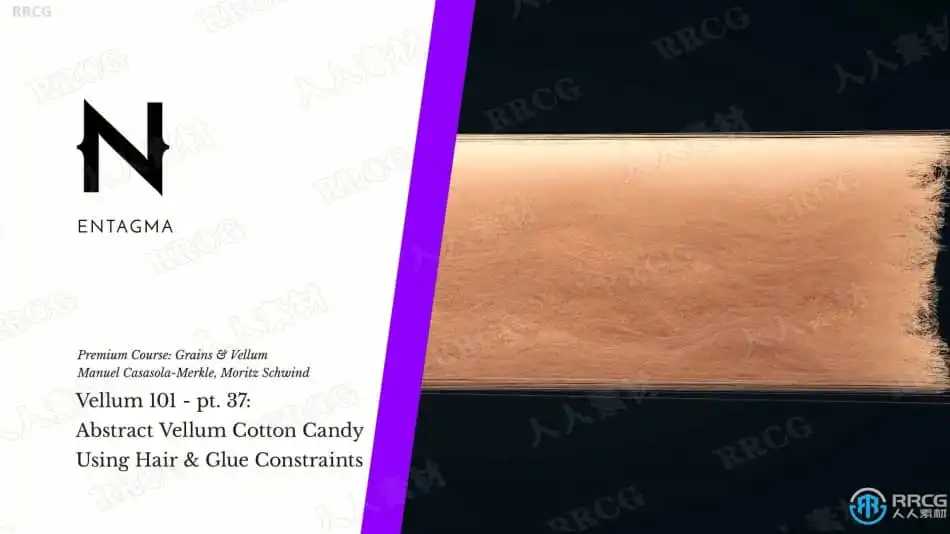 RRCG
N
ENTAGMA
Premium Course: Grains & Vellum
Manuel Casasola-Merkle, Moritz Schwind
Vellum 101 - pt. 37:
Abstract Vellum Cotton Candy
Using Hair & Glue Constraints
RRCG
人人素材